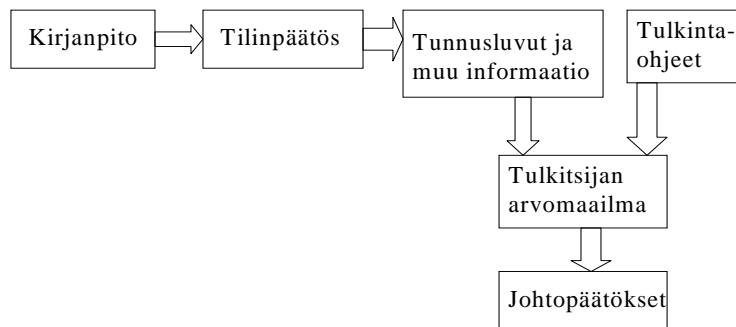 Kirjanpito
Tilinpäätös
Tunnusluvut ja
muu informaatio
Tulkinta-
ohjeet
Tulkitsijan
arvomaailma
Johtopäätökset